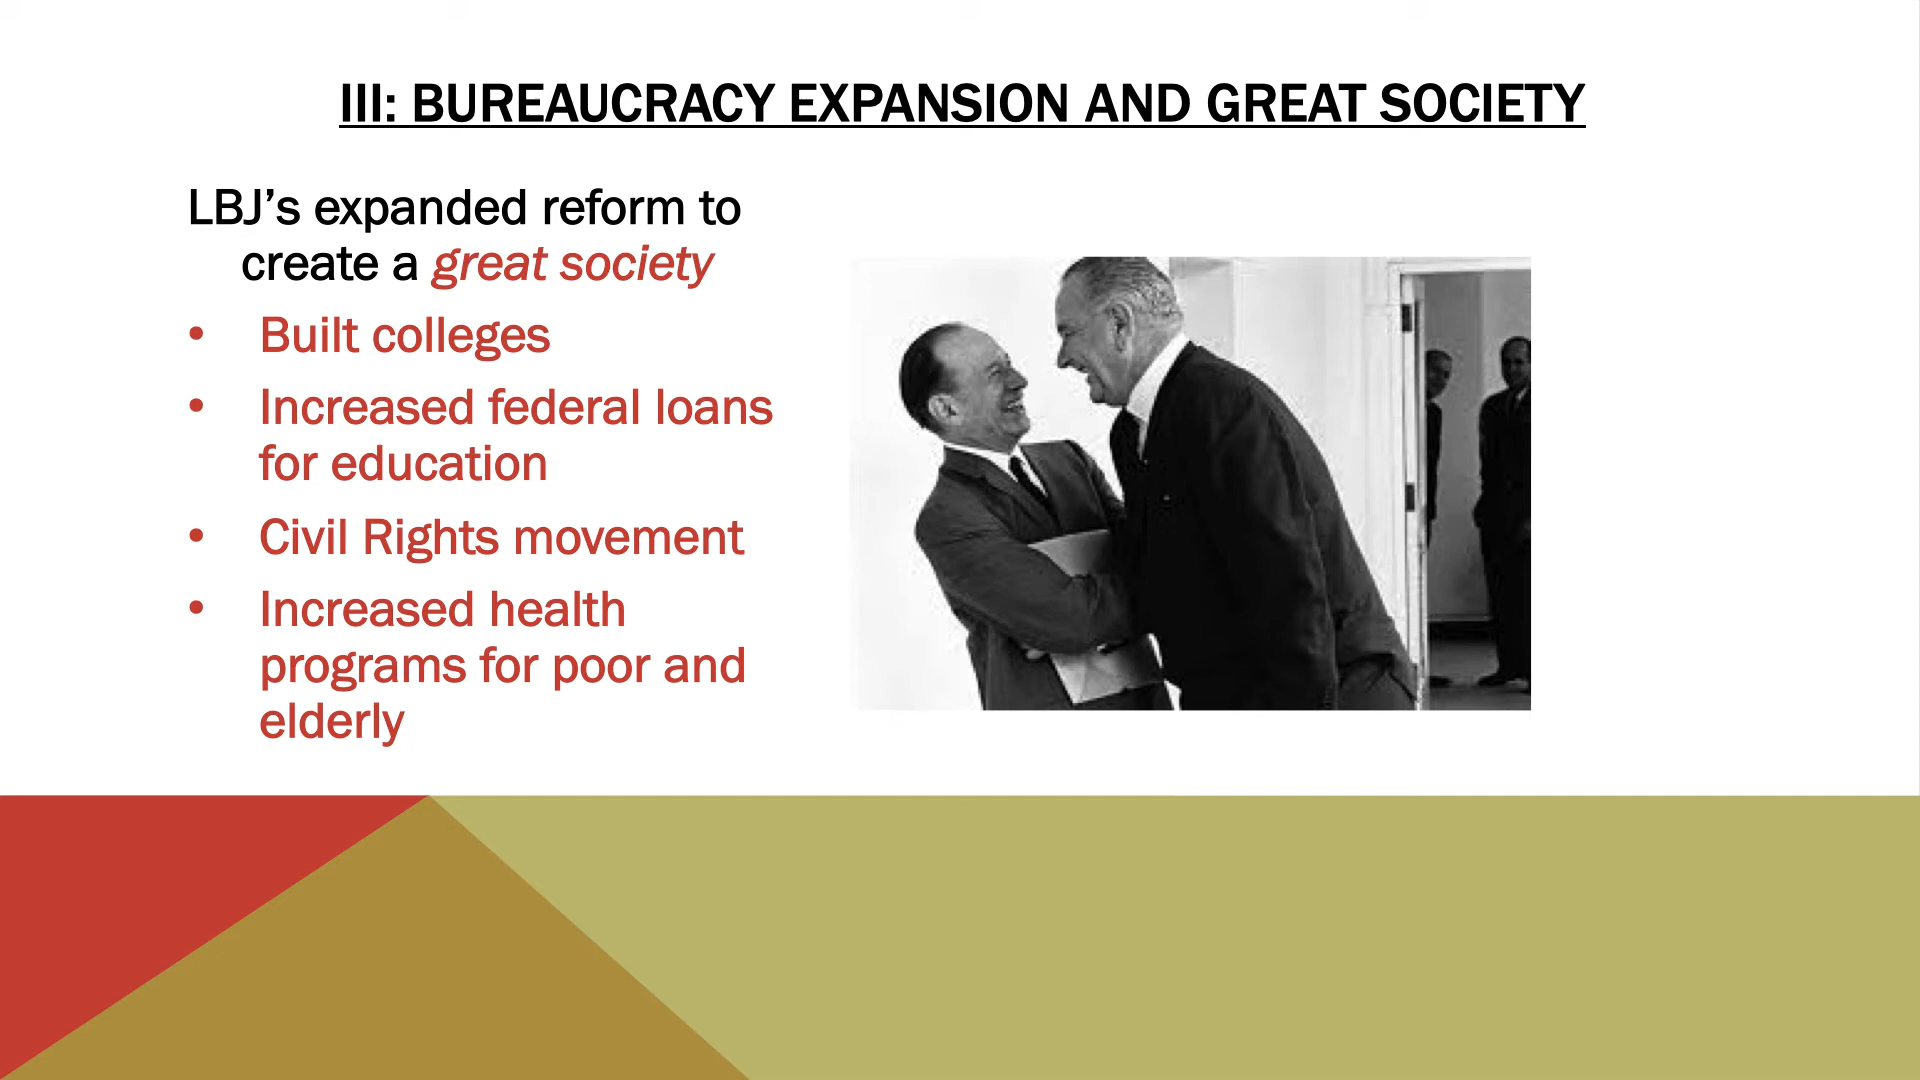 III: BUREAUCRACY EXPANSION AND GREAT SOCIETY
LBJ’s expanded reform to
create a great society
• Built colleges
• Increased federal loans
for education
• Civil Rights movement
• Increased health
programs for poor and
elderly